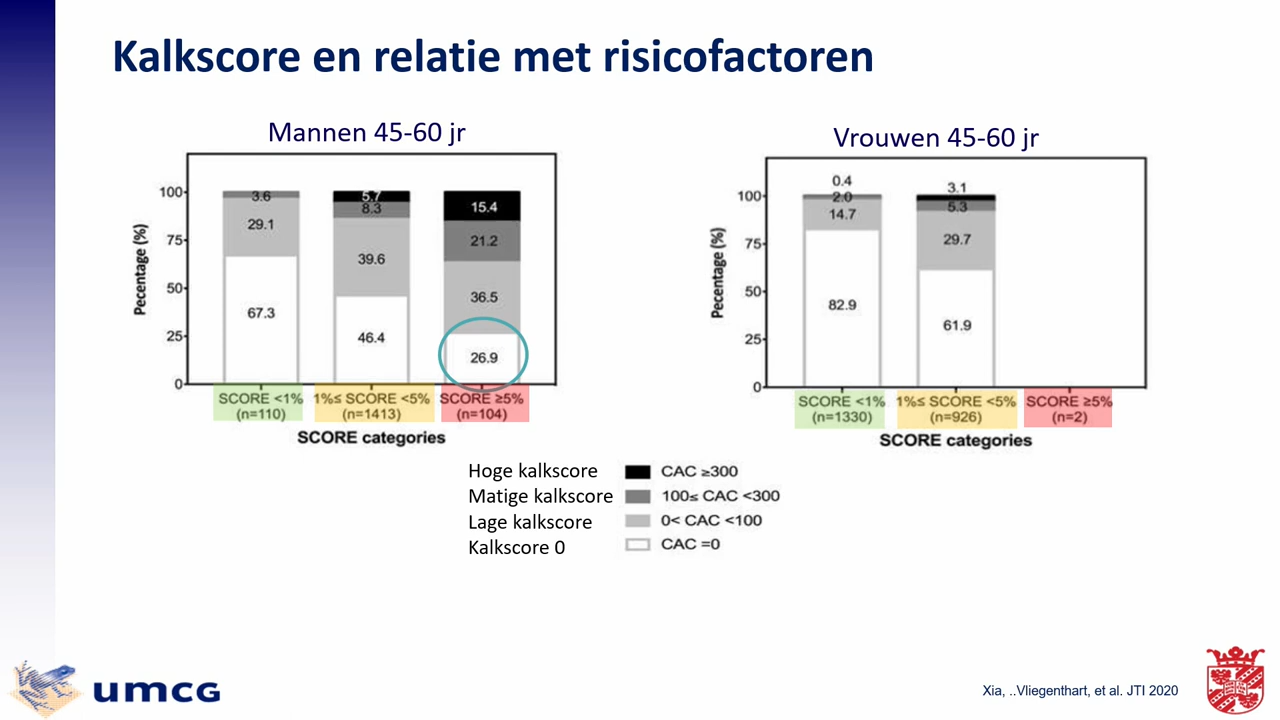 Kalkscore en relatie met risicofactoren
Mannen 45-60 jr
Pecentage (%)
100
75
50
25
0
3.6
29.1
67.3
5.7
8.3
39.6
46.4
15.4
21.2
36.5
26.9
SCORE <1% 1%≤ SCORE <5% SCORE ≥5%
(n=110) (n=1413) (n=104)
SCORE categories
Vrouwen 45-60 jr
Pecentage (%)
100
75
50
25
0
0.4
2.0
14.7
82.9
3.1
5.3
29.7
61.9
SCORE <1% 1%≤ SCORE <5% SCORE ≥5%
(n=1330) (n=926) (n=2)
SCORE categories
Hoge kalkscore CAC ≥300
Matige kalkscore 100≤ CAC <300
Lage kalkscore 0< CAC <100
Kalkscore 0 CAC =0
umcg
Xia, ..Vliegenthart, et al. JTI 2020